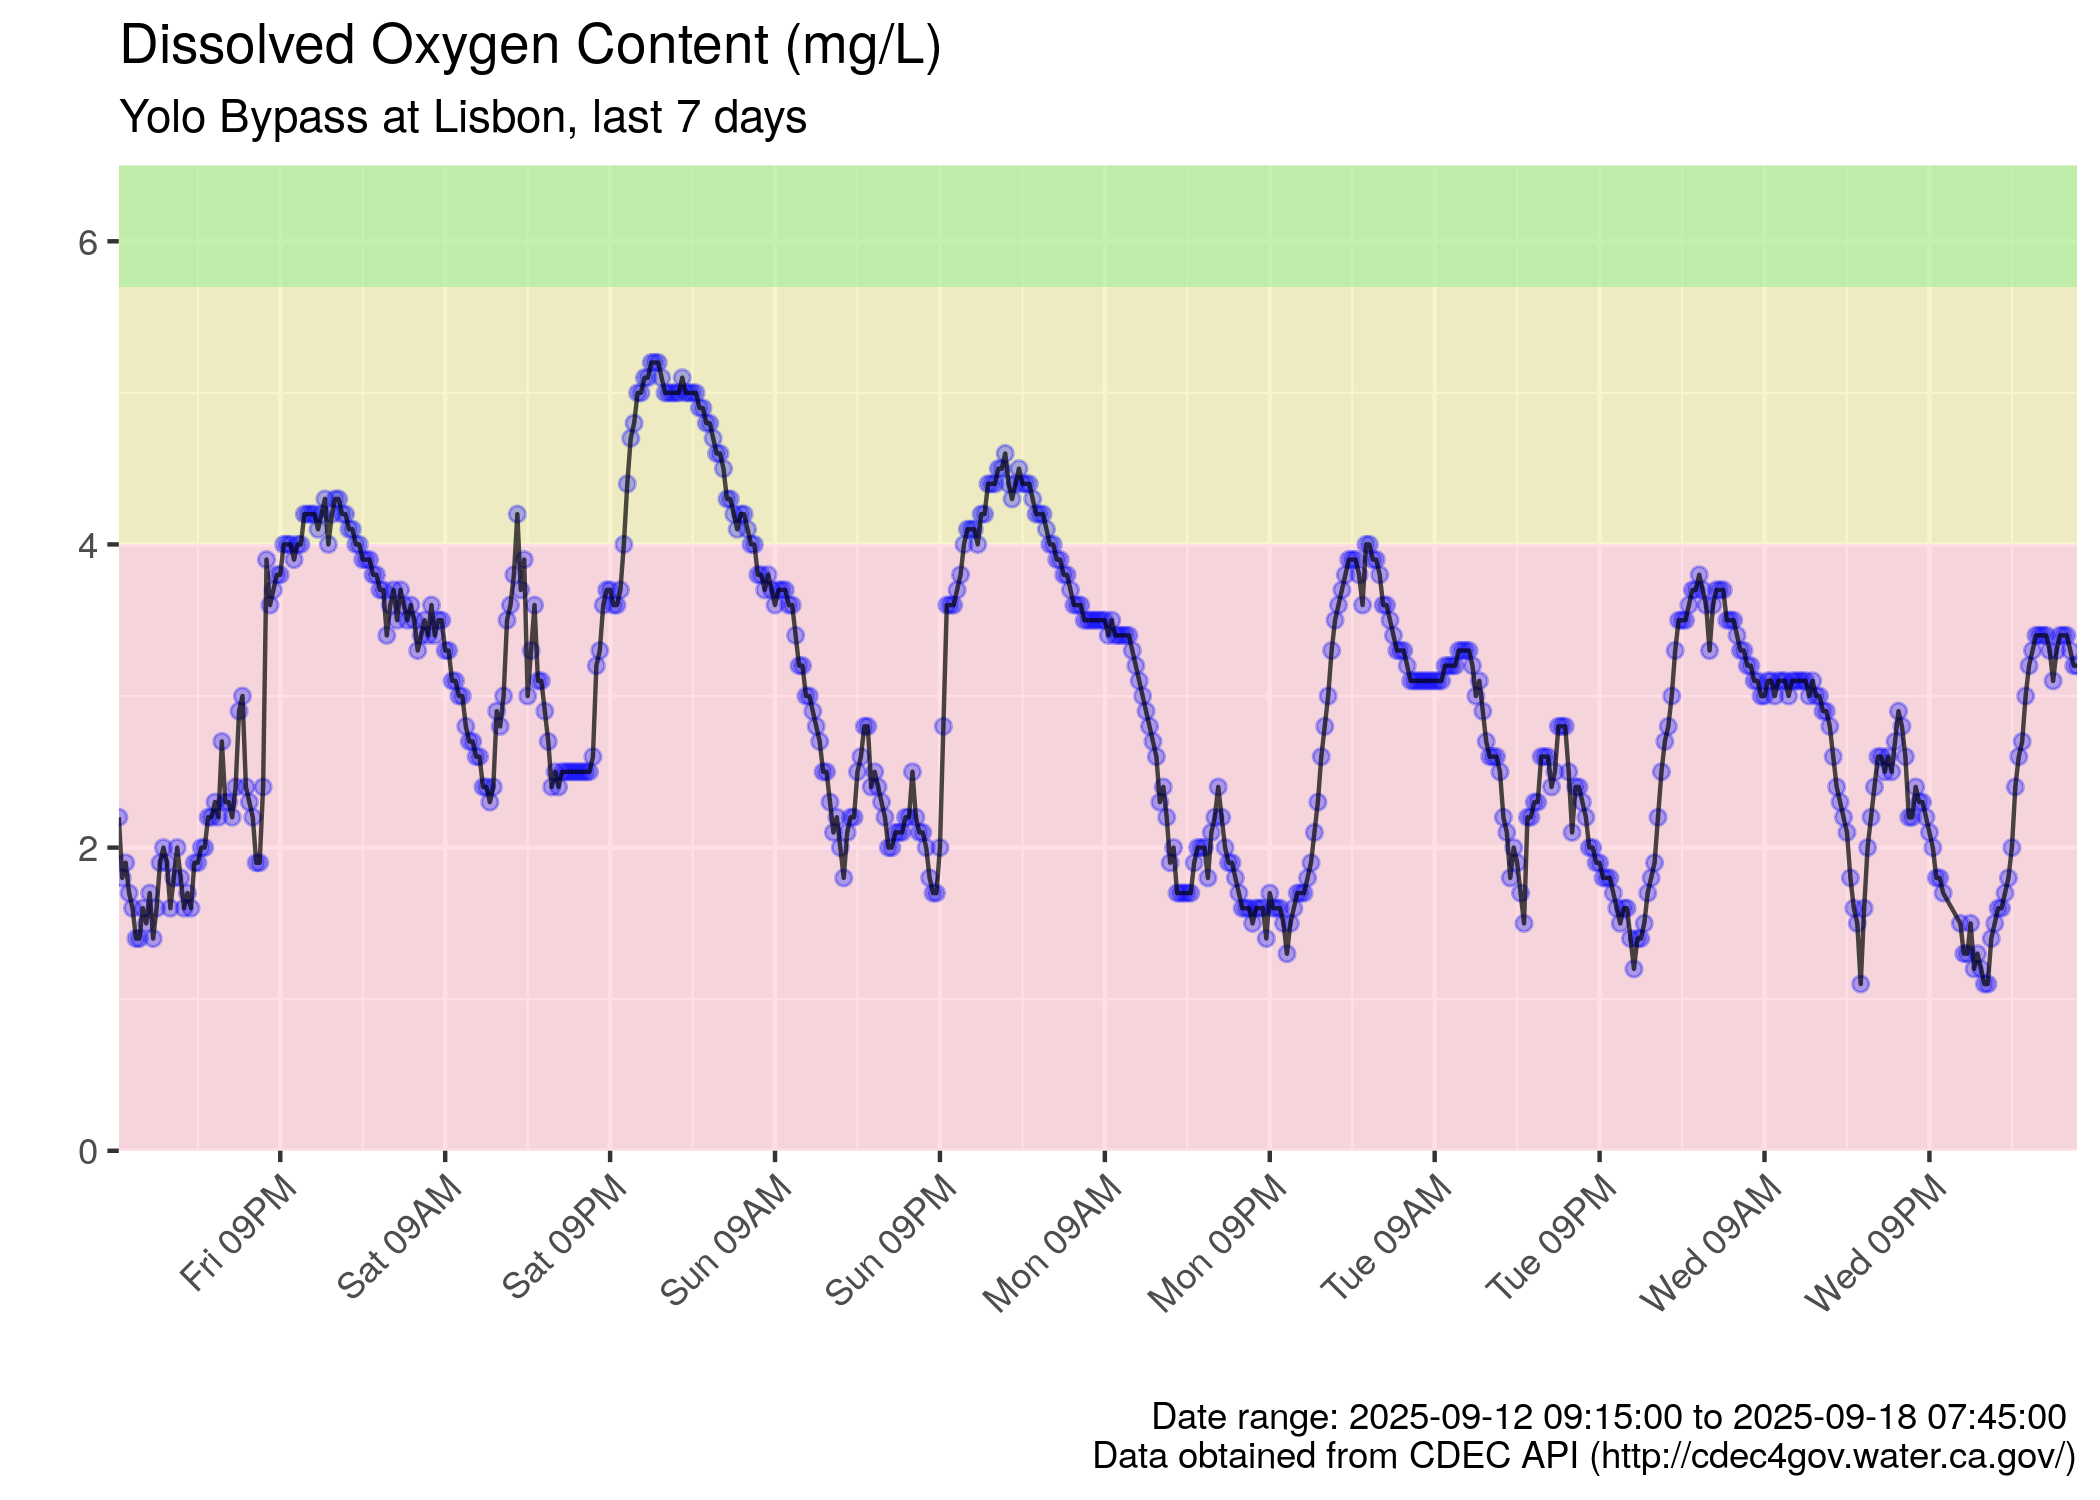 Dissolved Oxygen Content (mg/L)
Yolo Bypass at Lisbon, last 7 days
6
4
2
0
Fri 09PM
Sat 09AM
Sat 09PM
Sun 09AM
Sun 09PM
Mon 09AM
Mon 09PM
Tue 09AM
Tue 09PM
Wed 09AM
Wed 09PM
Date range: 2025-09-12 09:15:00 to 2025-09-18 07:45:00
Data obtained from CDEC API (http://cdec4gov.water.ca.gov/)